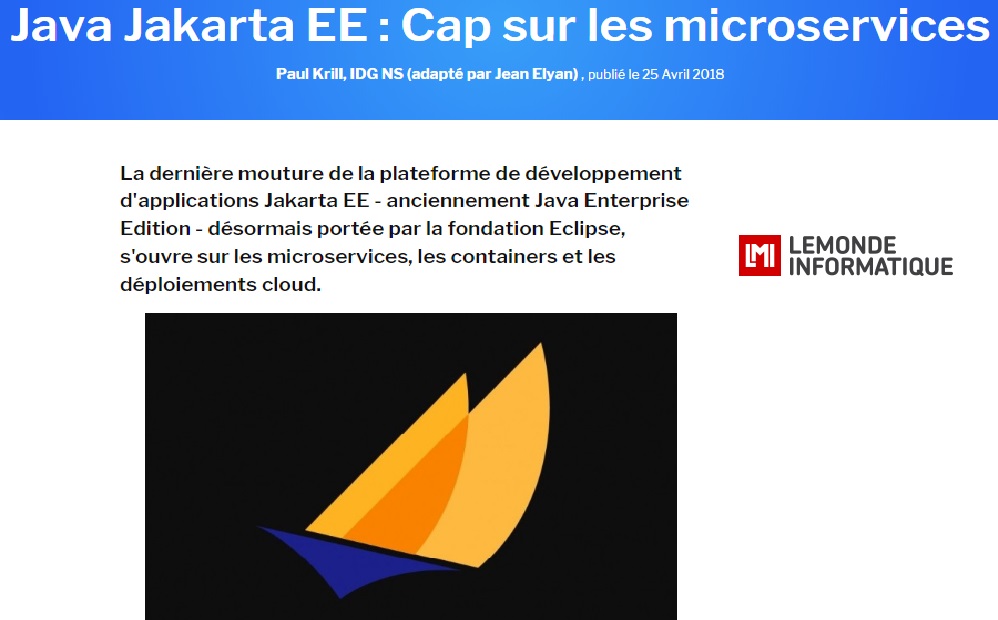 Java Jakarta EE : Cap sur les microservices
Paul Krill, IDG NS (adapté par Jean Elyan) , publié le 25 Avril 2018
La dernière mouture de la plateforme de développement
d'applications Jakarta EE - anciennement Java Enterprise
Edition - désormais portée par la fondation Eclipse,
s'ouvre sur les microservices, les containers et les
déploiements cloud.
LMI
LEMONDE
INFORMATIQUE